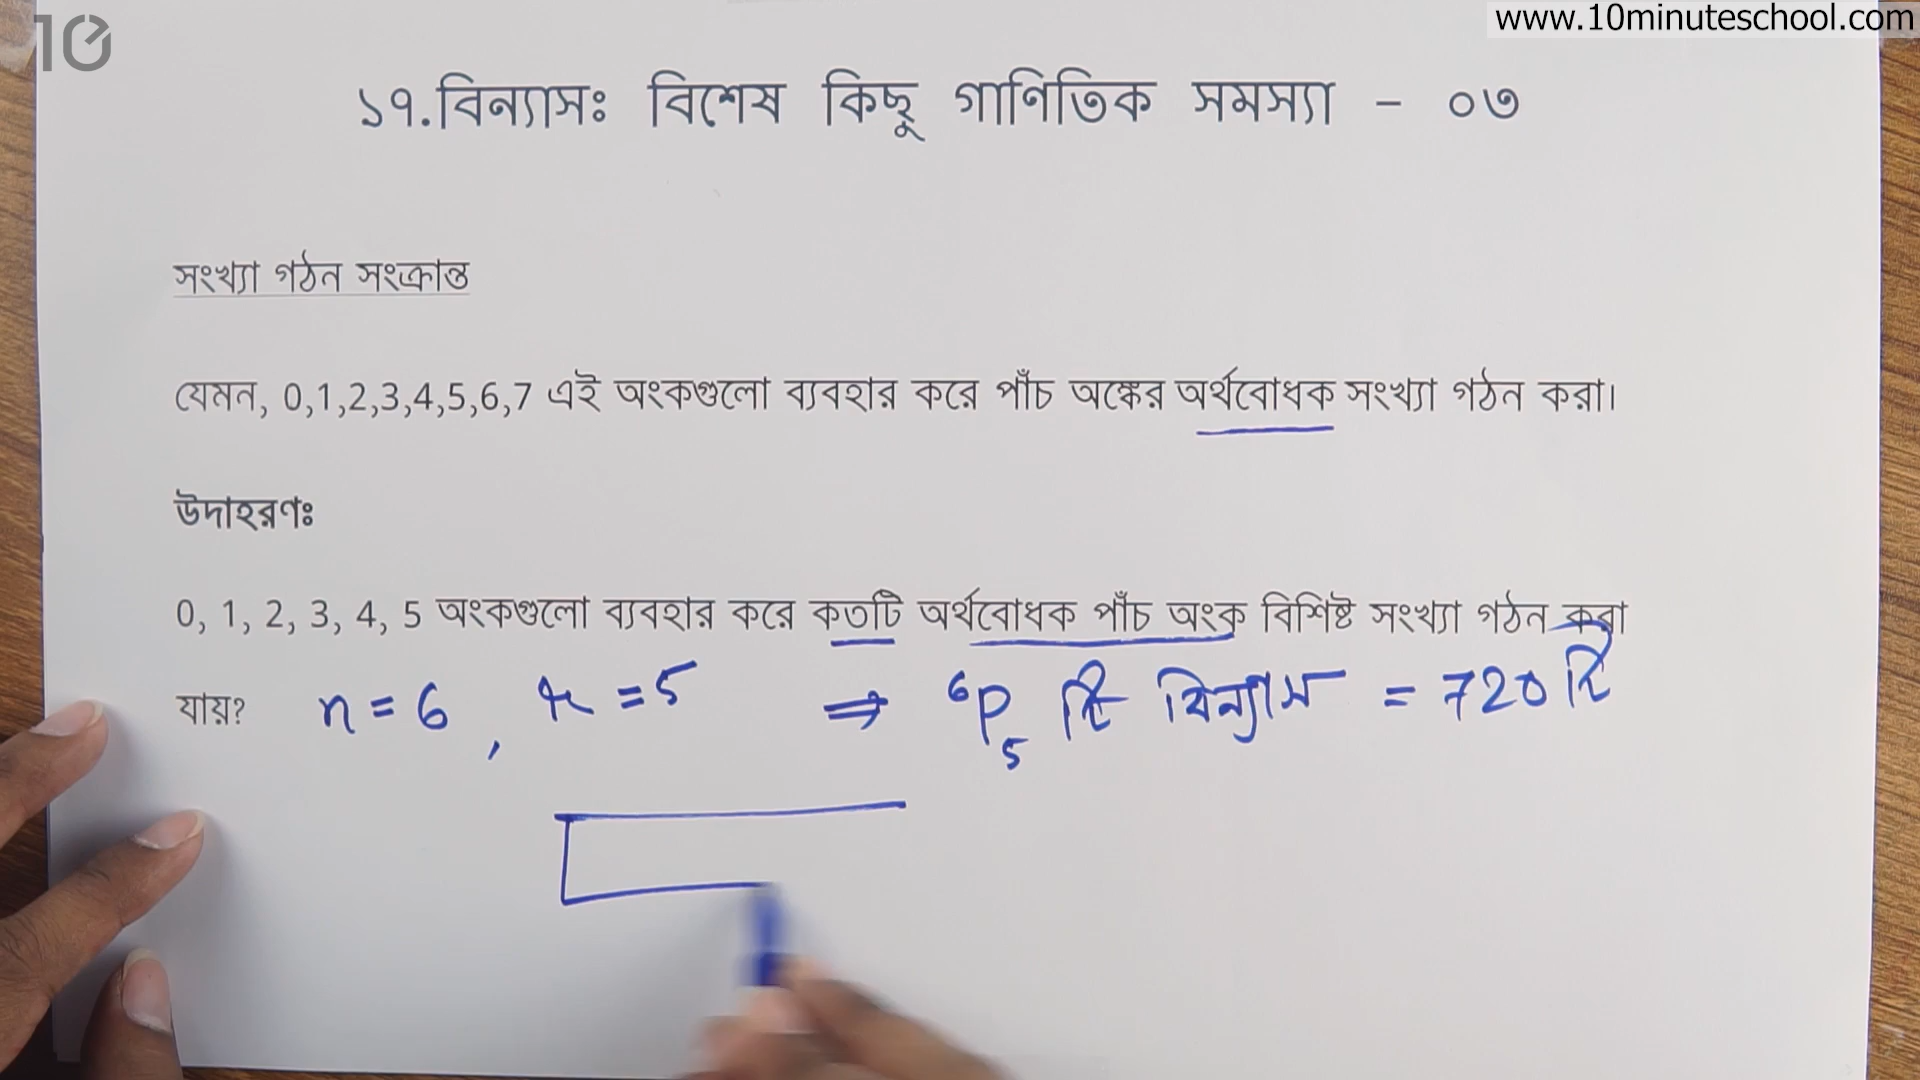 10
www.10minuteschool.com
১৭.বিন্যাসঃ বিশেষ কিছু গাণিতিক সমস্যা - ০৭
সংখ্যা গঠন সংক্রান্ত
যেমন, 0,1,2,3,4,5,6,7 এই অংকগুলো ব্যবহার করে পাঁচ অঙ্কের অর্থবোধক সংখ্যা গঠন করা।
উদাহরণঃ
0, 1, 2, 3, 4, 5 অংকগুলো ব্যবহার করে কতটি অর্থবোধক পাঁচ অংক বিশিষ্ট সংখ্যা গঠন করা
যায়? n = 6 , r = 5 ⇒ ⁶P₅ টি বিন্যাস = 720 টি